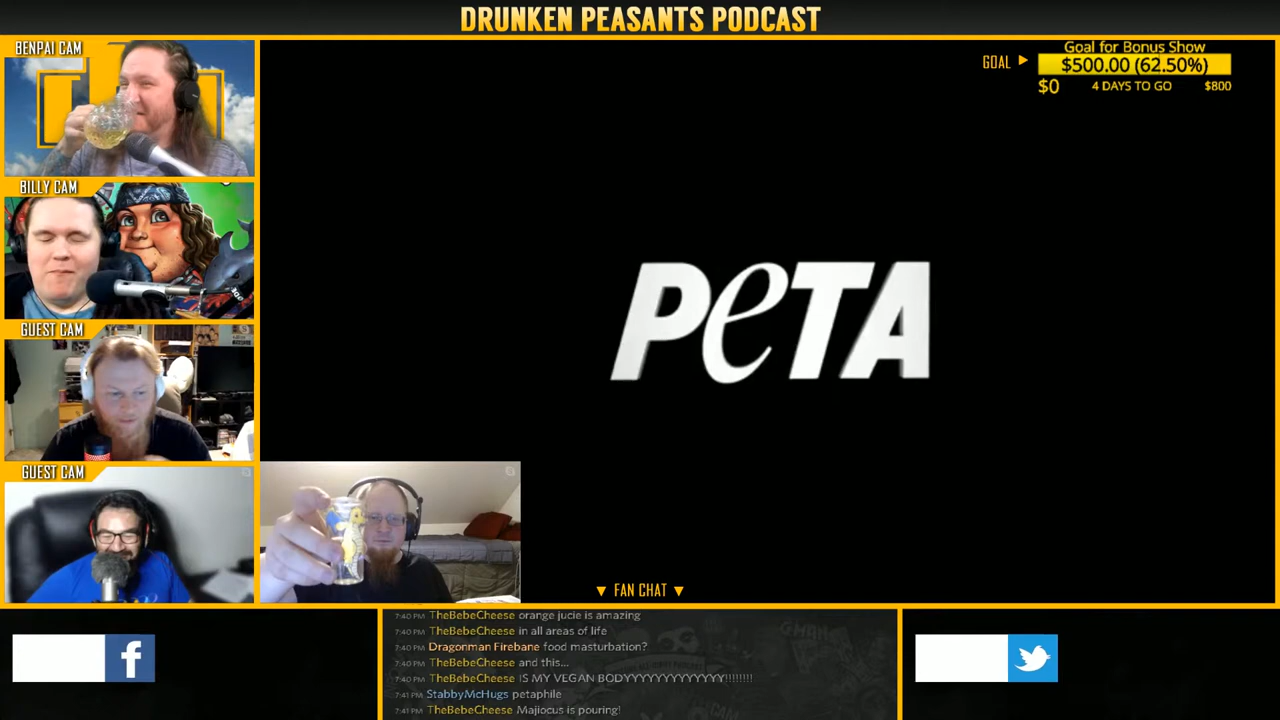 DRUNKEN PEASANTS PODCAST
BENPAI CAM
BILLY CAM
GUEST CAM
GUEST CAM
GOAL ►
Goal for Bonus Show
$500.00 (62.50%)
$0 4 DAYS TO GO $800
PeTA
▼ FAN CHAT ▼
7:40 PM TheBebeCheese orange jucie is amazing
7:40 PM TheBebeCheese in all areas of life
7:40 PM Dragonman Firebane food masturbation?
7:40 PM TheBebeCheese and this...
7:40 PM TheBebeCheese IS MY VEGAN BODYYYYYYYYYYYYY!!!!!!!!
7:41 PM StabbyMcHugs petaphile
7:41 PM TheBebeCheese Majiocus is pouring!